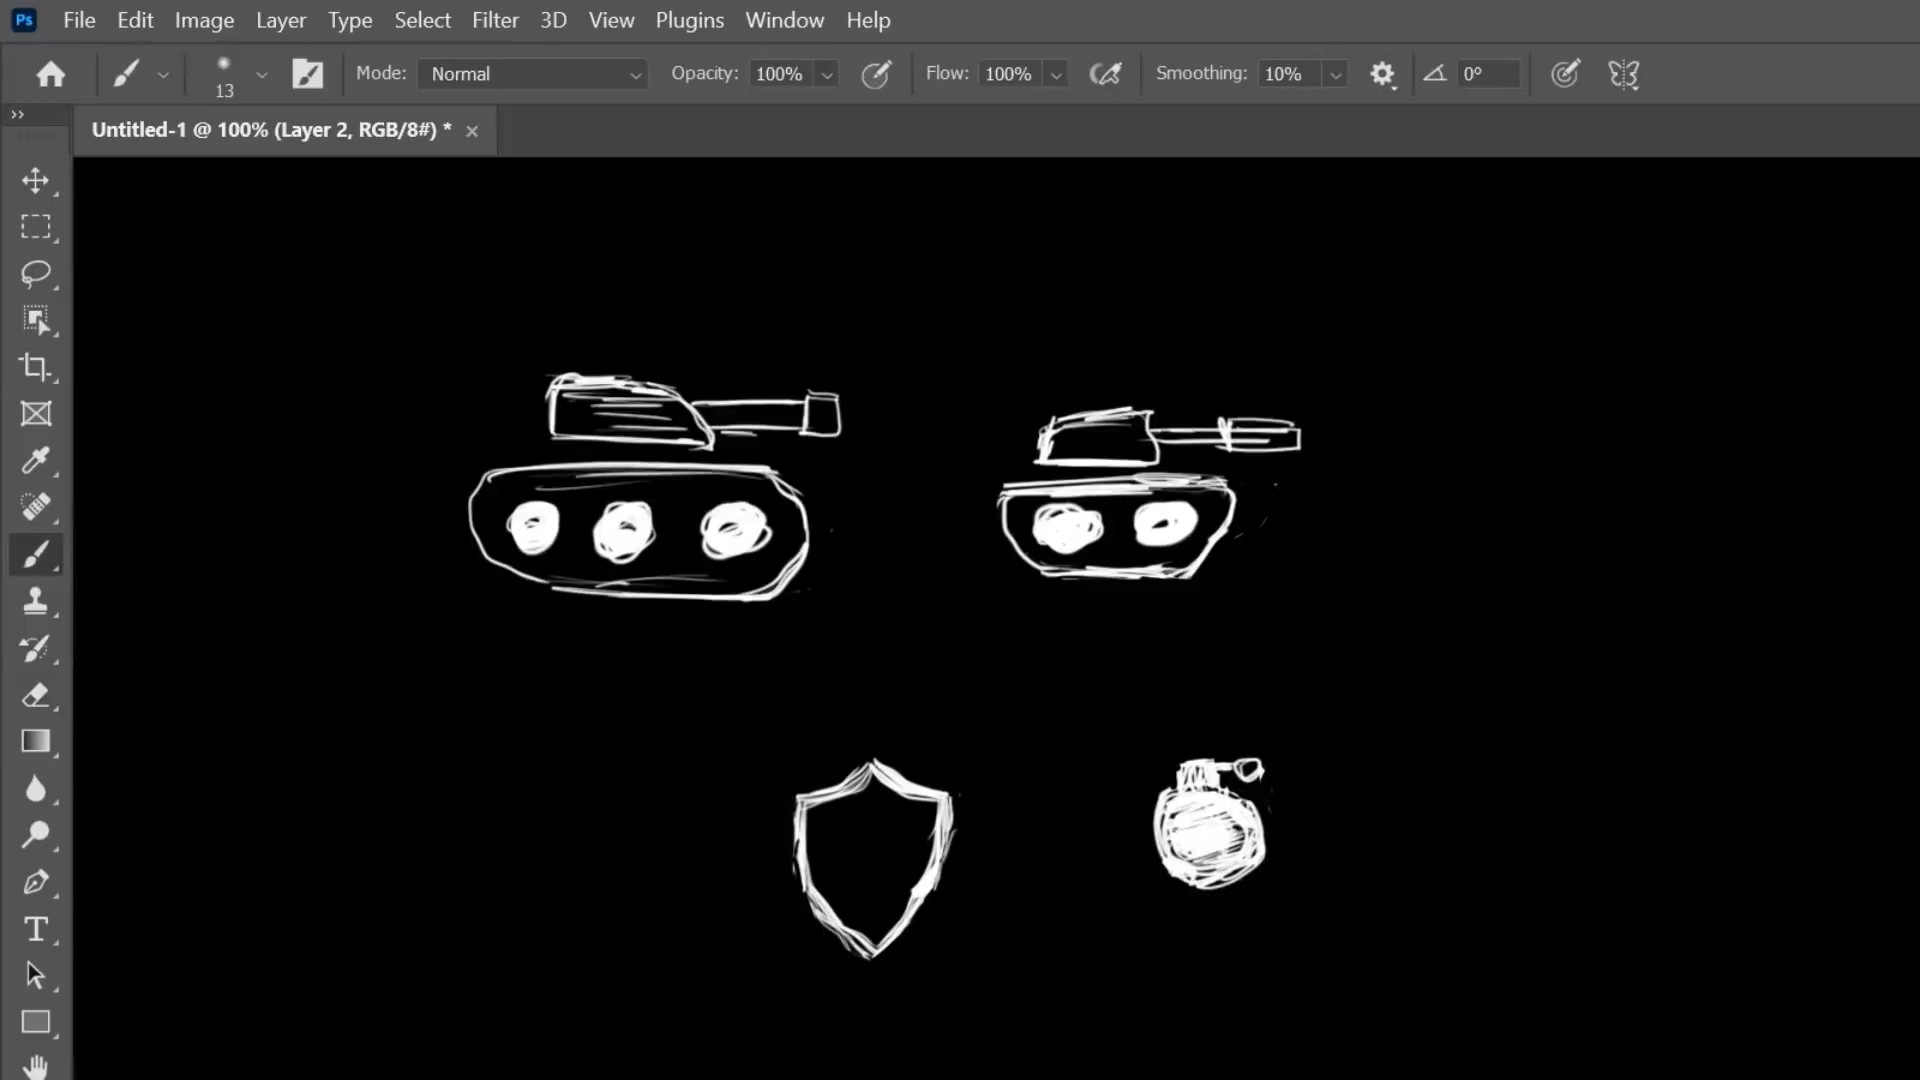 Ps File Edit Image Layer Type Select Filter 3D View Plugins Window Help
13 Mode: Normal Opacity: 100% Flow: 100% Smoothing: 10% 0°
Untitled-1 @ 100% (Layer 2, RGB/8#) *
T